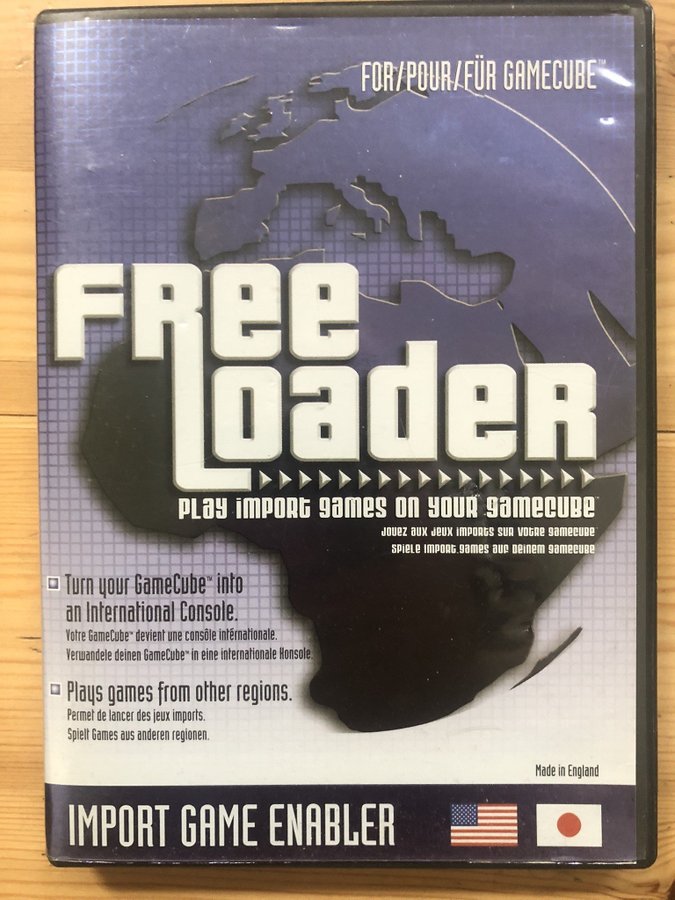 FOR/POUR/FÜR GAMECUBE™
FREE
LOADER
PLAY IMPORT GAMES ON YOUR GAMECUBE™
JOUEZ AUX JEUX IMPORTS SUR VOTRE GAMECUBE
SPIELE IMPORT GAMES AUF DEINEM GAMECUBE
Turn your GameCube™ into
an International Console.
Votre GameCube™ devient une consôle intérnationale.
Verwandele deinen GameCube™ in eine internationale Konsole.
Plays games from other regions.
Permet de lancer des jeux imports.
Spielt Games aus anderen regionen.
Made in England
IMPORT GAME ENABLER